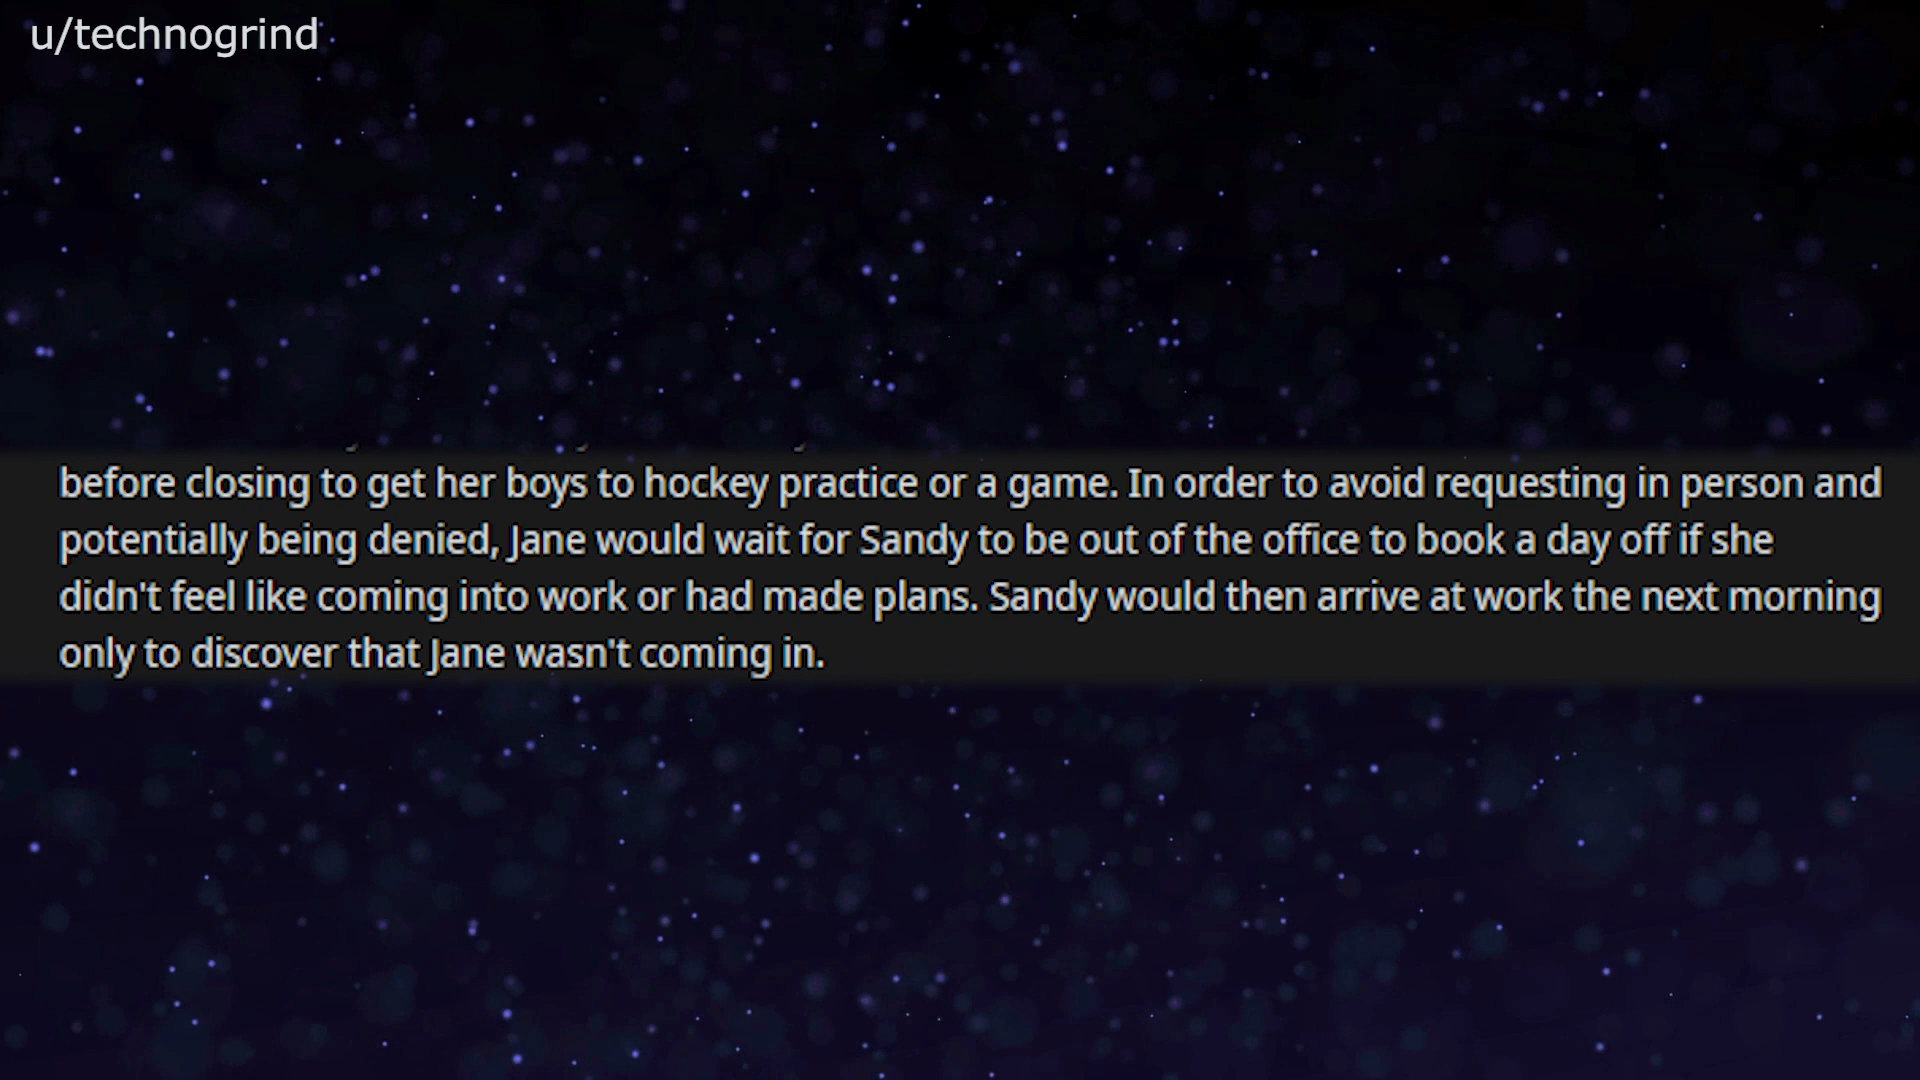 u/technogrind
before closing to get her boys to hockey practice or a game. In order to avoid requesting in person and
potentially being denied, Jane would wait for Sandy to be out of the office to book a day off if she
didn't feel like coming into work or had made plans. Sandy would then arrive at work the next morning
only to discover that Jane wasn't coming in.